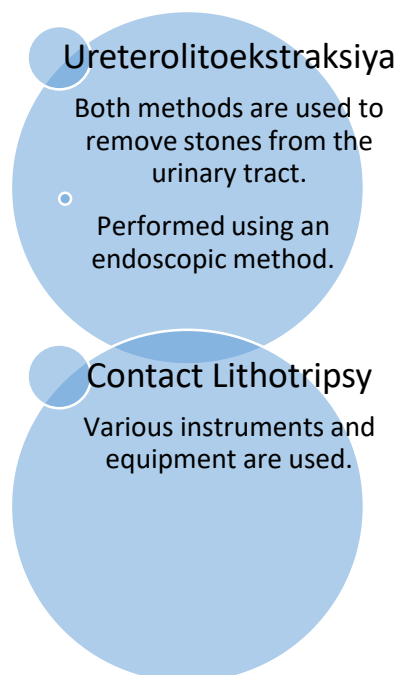 Ureterolitoekstraksiya
Both methods are used to
remove stones from the
urinary tract.
Performed using an
endoscopic method.
Contact Lithotripsy
Various instruments and
equipment are used.